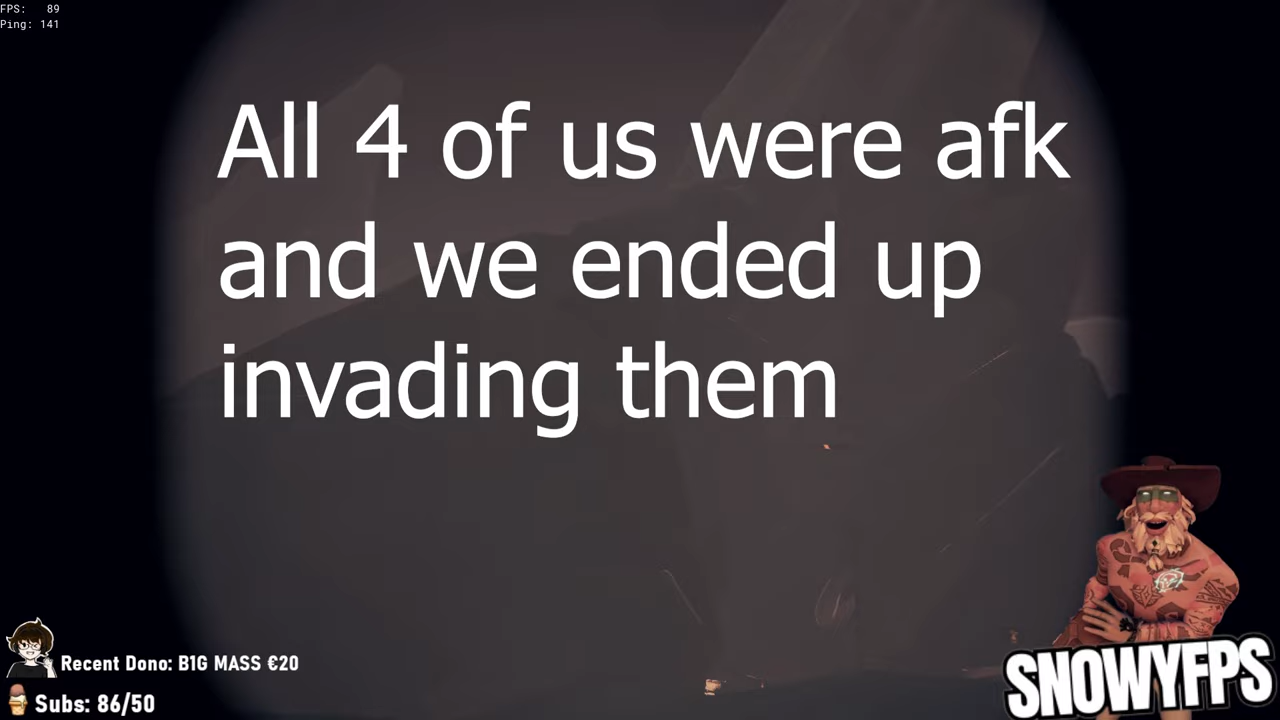 FPS: 89
Ping: 141
All 4 of us were afk
and we ended up
invading them
Recent Dono: B1G MASS €20
Subs: 86/50
SNOWYFPS